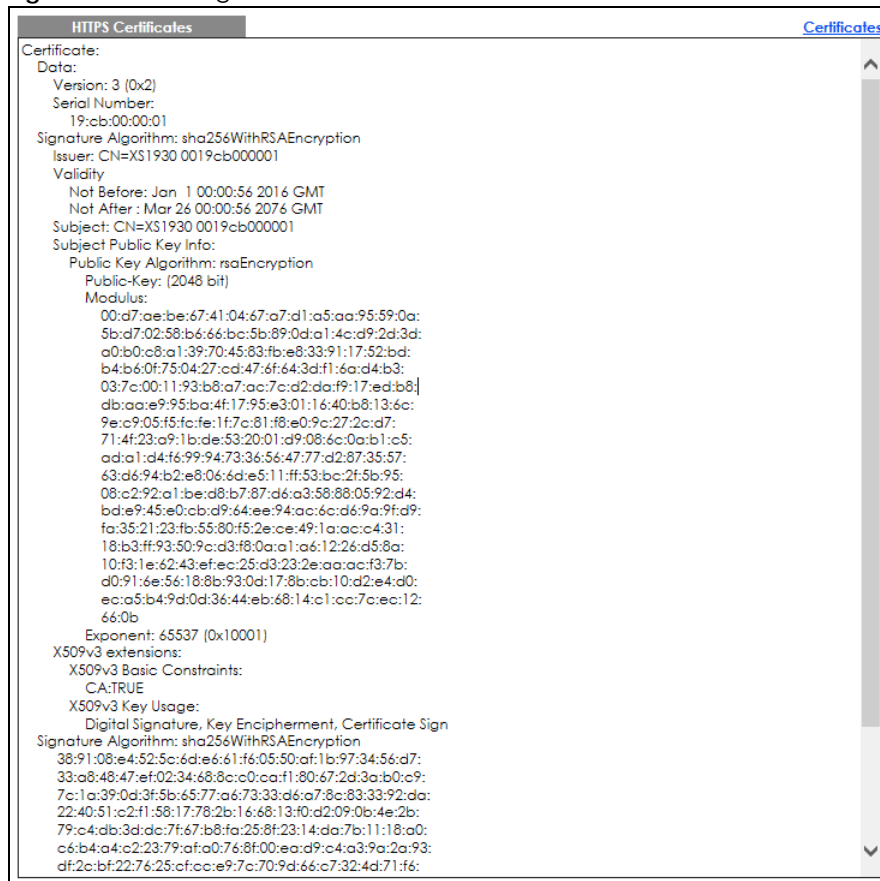 HTTPS Certificates
Certificates
Certificate:
Data:
Version: 3 (0x2)
Serial Number:
19:cb:00:00:01
Signature Algorithm: sha256WithRSAEncryption
Issuer: CN=XS1930 0019cb000001
Validity
Not Before: Jan 1 00:00:56 2016 GMT
Not After : Mar 26 00:00:56 2076 GMT
Subject: CN=XS1930 0019cb000001
Subject Public Key Info:
Public Key Algorithm: rsaEncryption
Public-Key: (2048 bit)
Modulus:
00:d7:ae:be:67:41:04:67:a7:d1:a5:aa:95:59:0a:
5b:d7:02:58:b6:66:bc:5b:89:0d:a1:4c:d9:2d:3d:
a0:b0:c8:a1:39:70:45:83:fb:e8:33:91:17:52:bd:
b4:b6:0f:75:04:27:cd:47:6f:64:3d:f1:6a:d4:b3:
03:7c:00:11:93:b8:a7:ac:7c:d2:da:f9:17:ed:b8:
db:aa:e9:95:ba:4f:17:95:e3:01:16:40:b8:13:6c:
9e:c9:05:f5:fc:fe:1f:7c:81:f8:e0:9c:27:2c:d7:
71:4f:23:a9:1b:de:53:20:01:d9:08:6c:0a:b1:c5:
ad:a1:d4:f6:99:94:73:36:56:47:77:d2:87:35:57:
63:d6:94:b2:e8:06:6d:e5:11:ff:53:bc:2f:5b:95:
08:c2:92:a1:be:d8:b7:87:d6:a3:58:88:05:92:d4:
bd:e9:45:e0:cb:d9:64:ee:94:ac:6c:d6:9a:9f:d9:
fa:35:21:23:fb:55:80:f5:2e:ce:49:1a:ac:c4:31:
18:b3:ff:93:50:9c:d3:f8:0a:a1:a6:12:26:d5:8a:
10:f3:1e:62:43:ef:ec:25:d3:23:2e:aa:ac:f3:7b:
d0:91:6e:56:18:8b:93:0d:17:8b:cb:10:d2:e4:d0:
ec:a5:b4:9d:0d:36:44:eb:68:14:c1:cc:7c:ec:12:
66:0b
Exponent: 65537 (0x10001)
X509v3 extensions:
X509v3 Basic Constraints:
CA:TRUE
X509v3 Key Usage:
Digital Signature, Key Encipherment, Certificate Sign
Signature Algorithm: sha256WithRSAEncryption
38:91:08:e4:52:5c:6d:e6:61:f6:05:50:af:1b:97:34:56:d7:
33:a8:48:47:ef:02:34:68:8c:c0:ca:f1:80:67:2d:3a:b0:c9:
7c:1a:39:0d:3f:5b:65:77:a6:73:33:d6:a7:8c:83:33:92:da:
22:40:51:c2:f1:58:17:78:2b:16:68:13:f0:d2:09:0b:4e:2b:
79:c4:db:3d:dc:7f:67:b8:fa:25:8f:23:14:da:7b:11:18:a0:
c6:b4:a4:c2:23:79:af:a0:76:8f:00:ea:d9:c4:a3:9a:2a:93:
df:2c:bf:22:76:25:cf:cc:e9:7c:70:9d:66:c7:32:4d:71:f6: